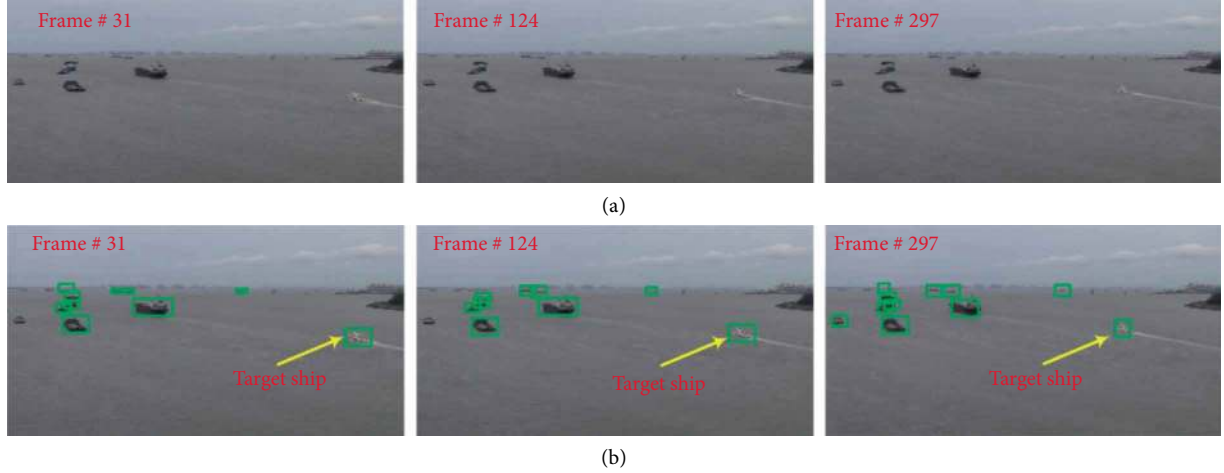 Frame # 31
Frame # 124
Frame # 297
(a)
Frame # 31
Frame # 124
Frame # 297
Target ship
Target ship
Target ship
(b)